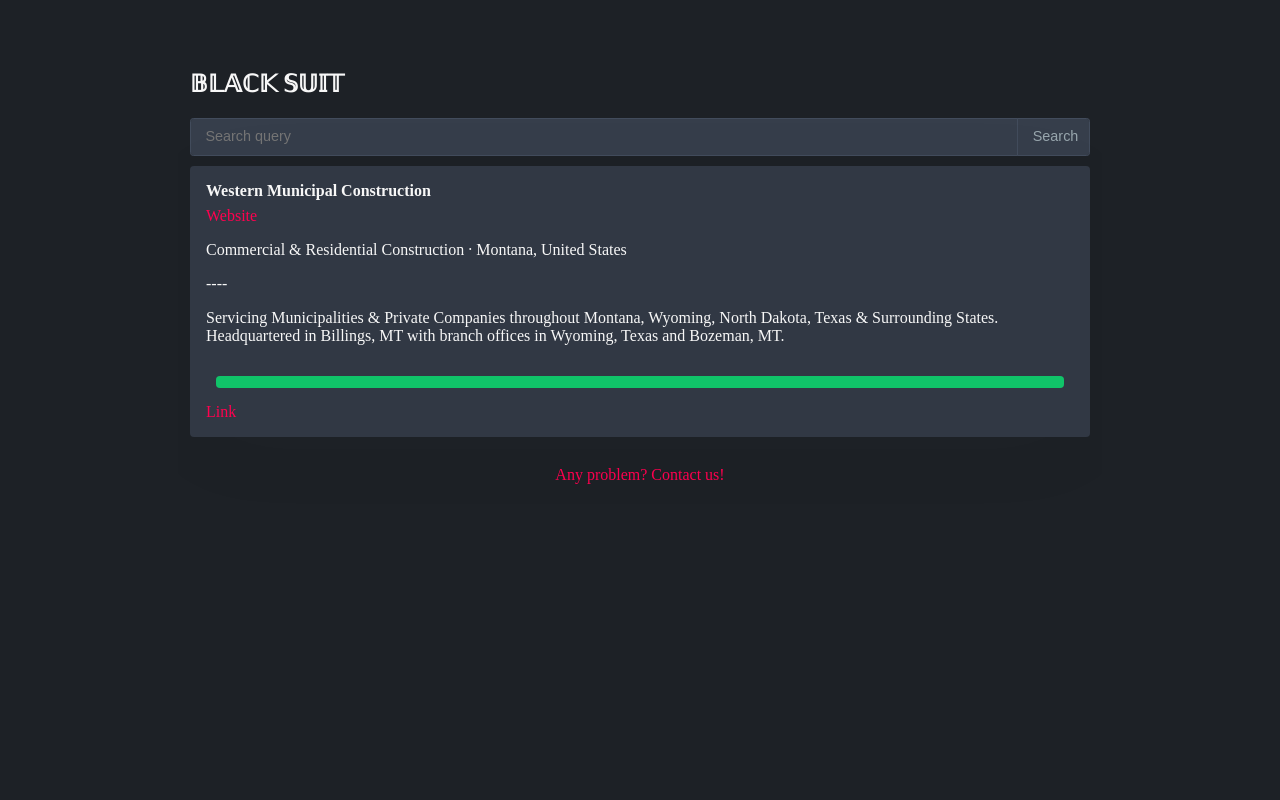 BLACK SUIT
Search query
Search
Western Municipal Construction
Website
Commercial & Residential Construction · Montana, United States
----
Servicing Municipalities & Private Companies throughout Montana, Wyoming, North Dakota, Texas & Surrounding States.
Headquartered in Billings, MT with branch offices in Wyoming, Texas and Bozeman, MT.
Link
Any problem? Contact us!